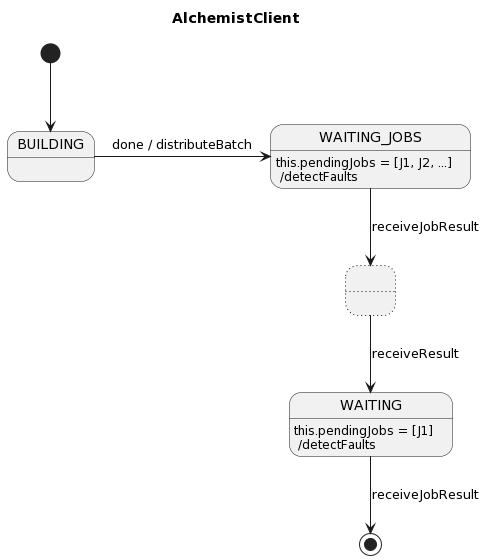 AlchemistClient
BUILDING
done / distributeBatch
WAITING_JOBS
this.pendingJobs = [J1, J2, ...]
/detectFaults
receiveJobResult
receiveResult
WAITING
this.pendingJobs = [J1]
/detectFaults
receiveJobResult